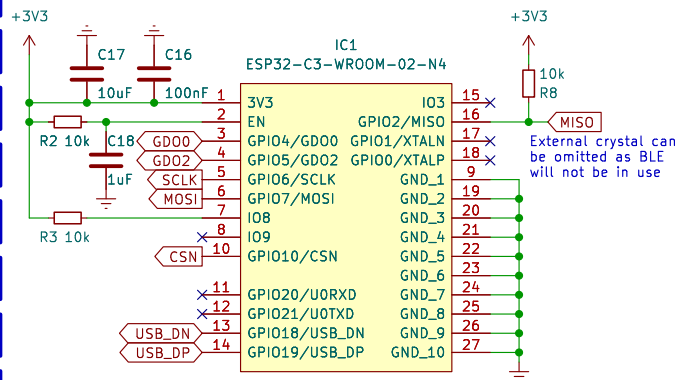 +3V3
+3V3
IC1
ESP32-C3-WROOM-02-N4
C17
C16
10uF
100nF
10k
R8
1 3V3
IO3 15
2 EN
GPIO2/MISO 16
MISO
R2 10k
C18
1uF
GDO0
3 GPIO4/GDO0
GPIO1/XTALN 17
External crystal can
be omitted as BLE
will not be in use
GDO2
4 GPIO5/GDO2
GPIO0/XTALP 18
SCLK
5 GPIO6/SCLK
GND_1 9
MOSI
6 GPIO7/MOSI
GND_2 19
7 IO8
GND_3 20
R3 10k
8 IO9
GND_4 21
CSN
10 GPIO10/CSN
GND_5 22
GND_6 23
11 GPIO20/U0RXD
GND_7 24
12 GPIO21/U0TXD
GND_8 25
USB_DN
13 GPIO18/USB_DN
GND_9 26
USB_DP
14 GPIO19/USB_DP
GND_10 27